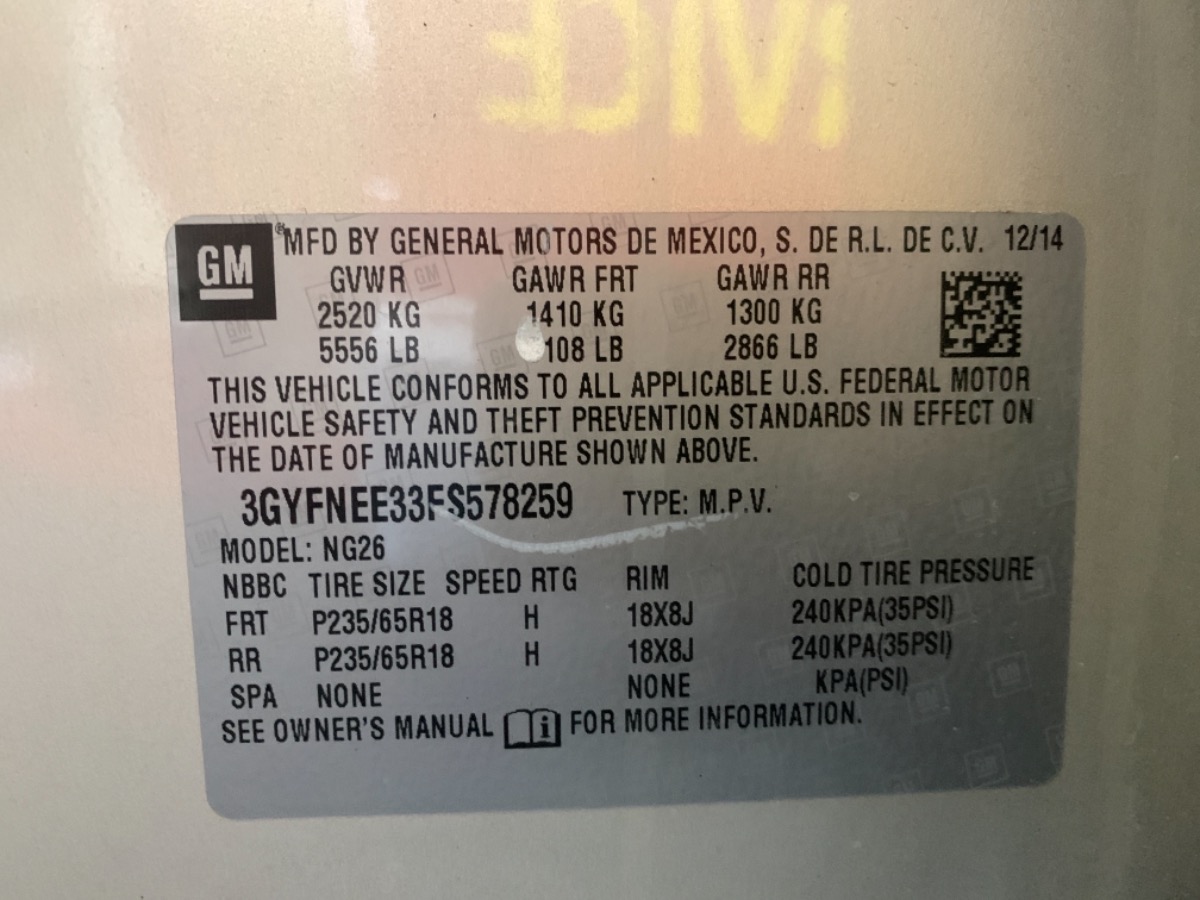 IVICE
GM
® MFD BY GENERAL MOTORS DE MEXICO, S. DE R.L. DE C.V. 12/14
GVWR GAWR FRT GAWR RR
2520 KG 1410 KG 1300 KG
5556 LB 108 LB 2866 LB
THIS VEHICLE CONFORMS TO ALL APPLICABLE U.S. FEDERAL MOTOR
VEHICLE SAFETY AND THEFT PREVENTION STANDARDS IN EFFECT ON
THE DATE OF MANUFACTURE SHOWN ABOVE.
3GYFNEE33FS578259 TYPE: M.P.V.
MODEL: NG26
NBBC TIRE SIZE SPEED RTG RIM COLD TIRE PRESSURE
FRT P235/65R18 H 18X8J 240KPA(35PSI)
RR P235/65R18 H 18X8J 240KPA(35PSI)
SPA NONE NONE KPA(PSI)
SEE OWNER'S MANUAL i FOR MORE INFORMATION.